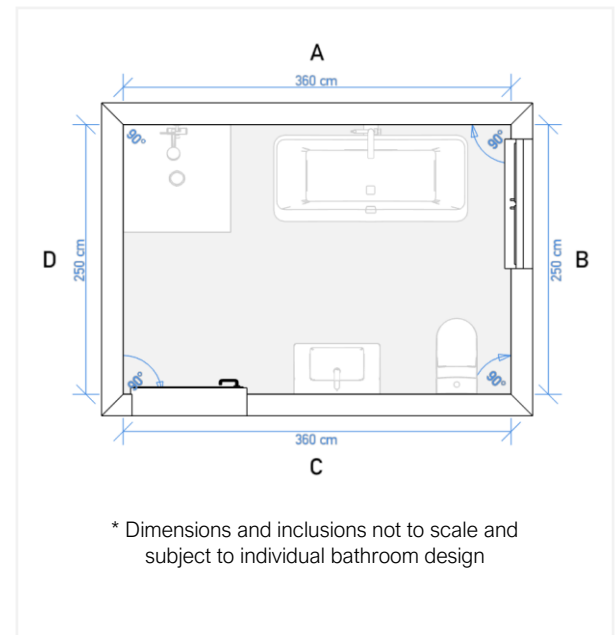 A
360 cm
90°
90°
D
250 cm
250 cm
B
90°
90°
360 cm
C
* Dimensions and inclusions not to scale and
subject to individual bathroom design